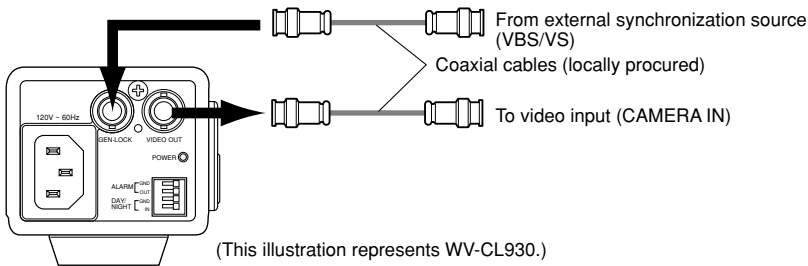 From external synchronization source
(VBS/VS)
Coaxial cables (locally procured)
To video input (CAMERA IN)
120V ~ 60Hz
GEN-LOCK
VIDEO OUT
POWER
ALARM
GND
OUT
DAY/
NIGHT
GND
IN
(This illustration represents WV-CL930.)